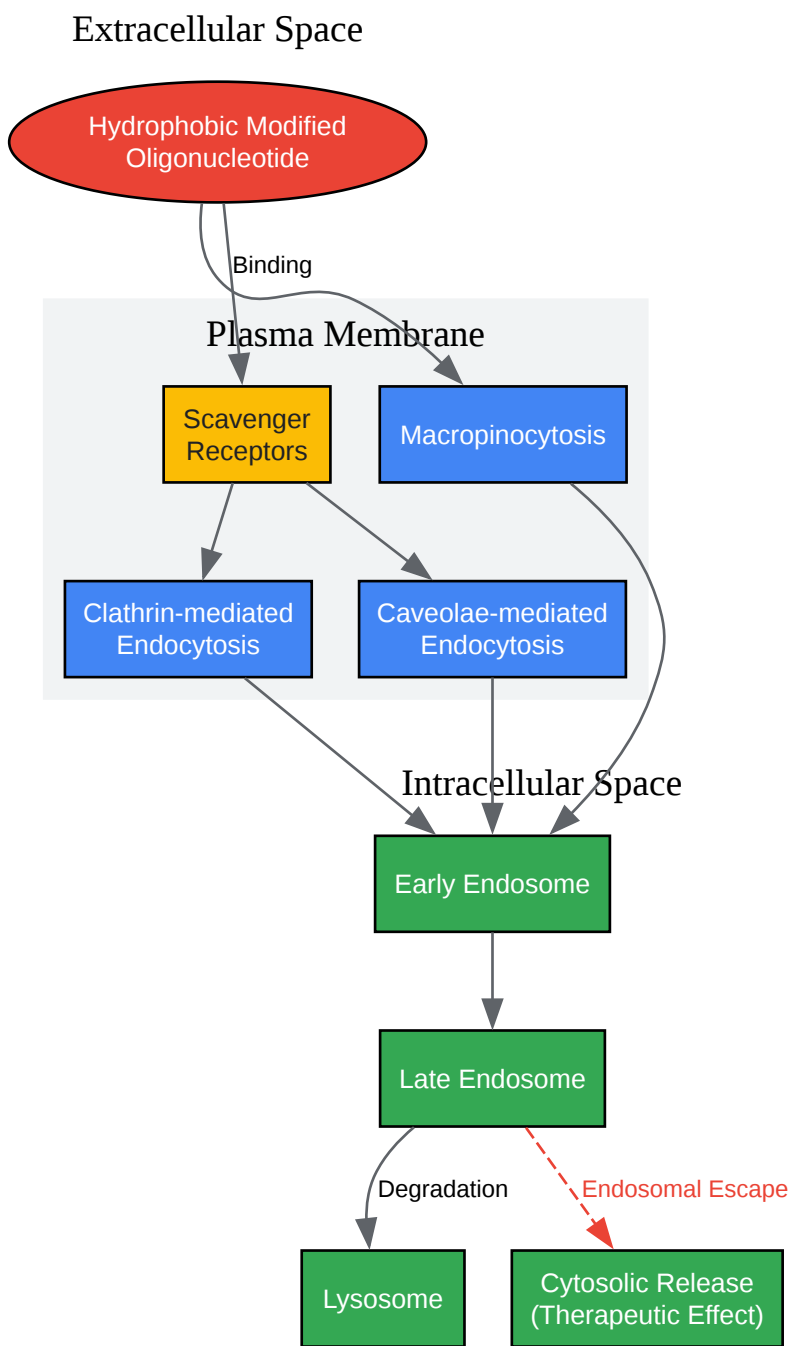 Extracellular Space
Hydrophobic Modified
Oligonucleotide
Binding
Plasma Membrane
Scavenger
Receptors
Macropinocytosis
Clathrin-mediated
Endocytosis
Caveolae-mediated
Endocytosis
Intracellular Space
Early Endosome
Late Endosome
Degradation
Endosomal Escape
Lysosome
Cytosolic Release
(Therapeutic Effect)